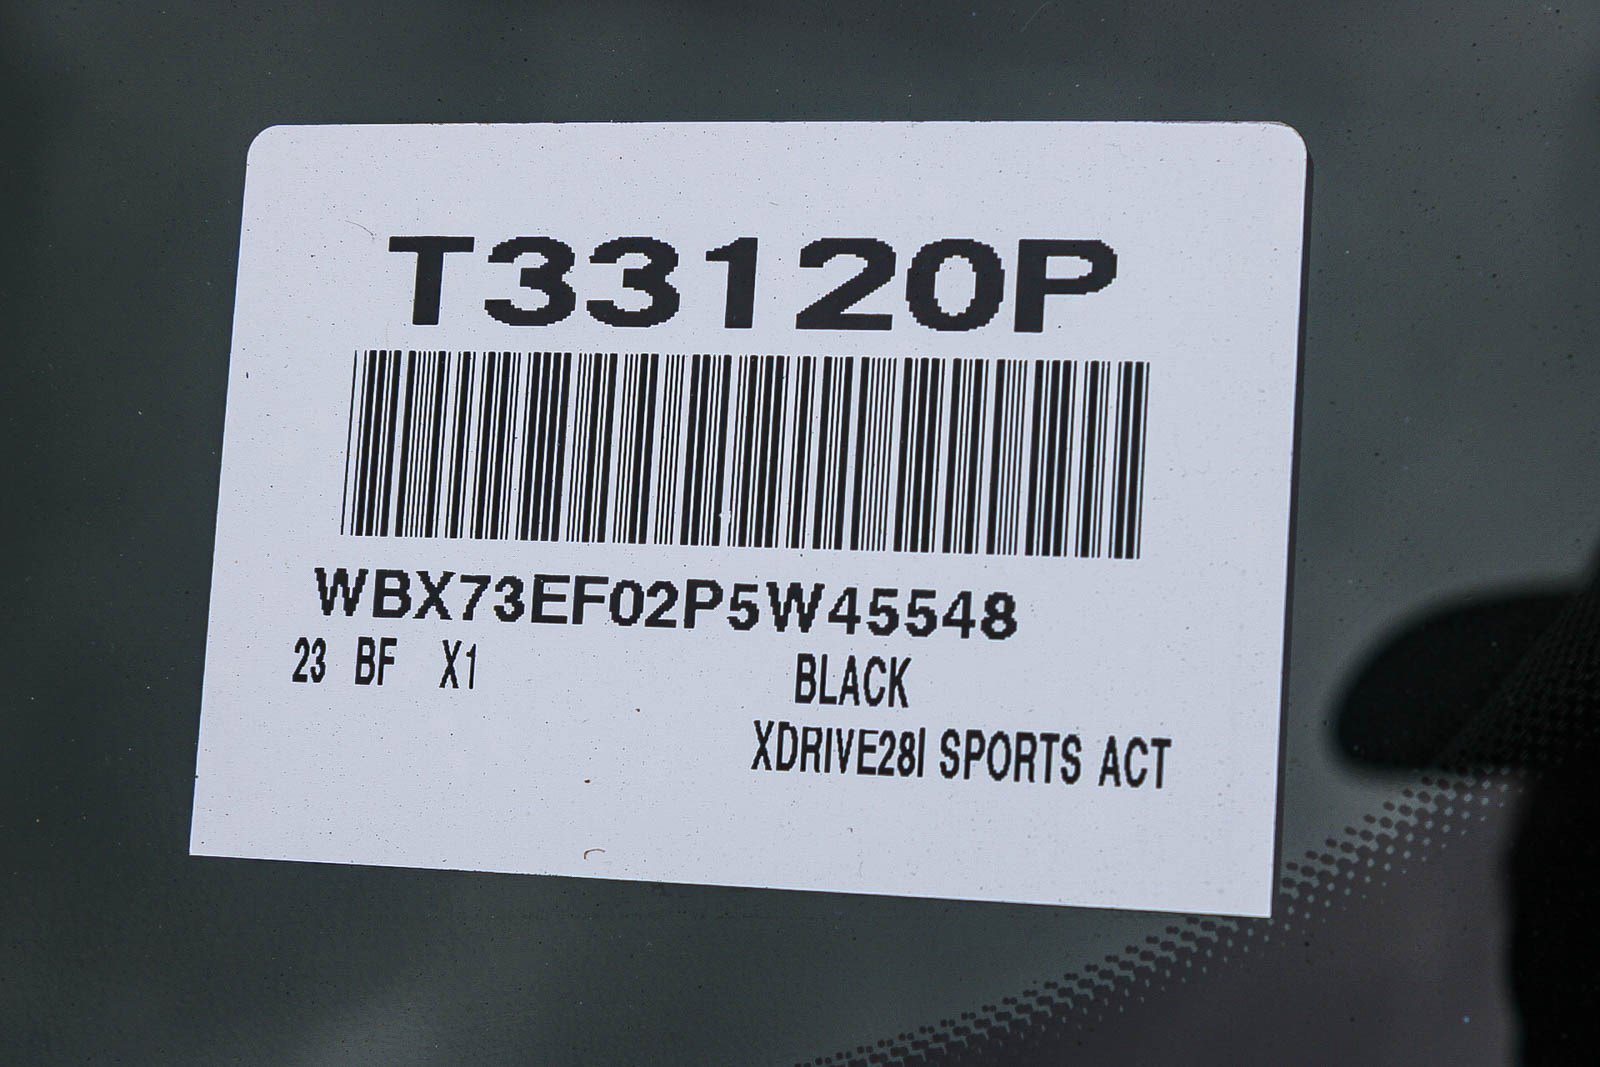 T33120P
WBX73EF02P5W45548
23 BF X1 BLACK
XDRIVE28I SPORTS ACT